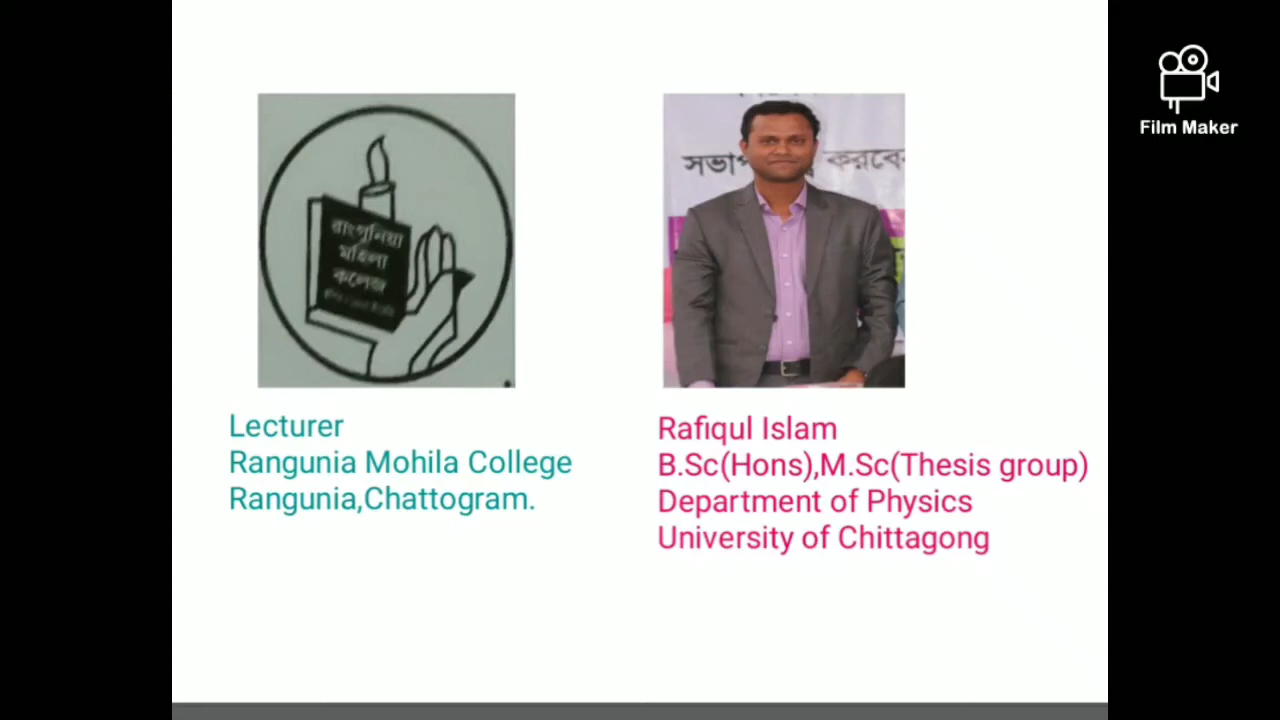 সভাপ
করবে
রাংগুনিয়া
মহিলা
কলেজ
Lecturer
Rangunia Mohila College
Rangunia,Chattogram.
Rafiqul Islam
B.Sc(Hons),M.Sc(Thesis group)
Department of Physics
University of Chittagong
Film Maker